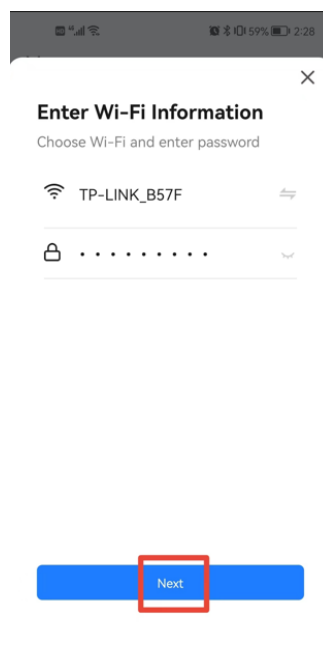 59% 2:28
Enter Wi-Fi Information
Choose Wi-Fi and enter password
TP-LINK_B57F
• • • • • • • • •
Next